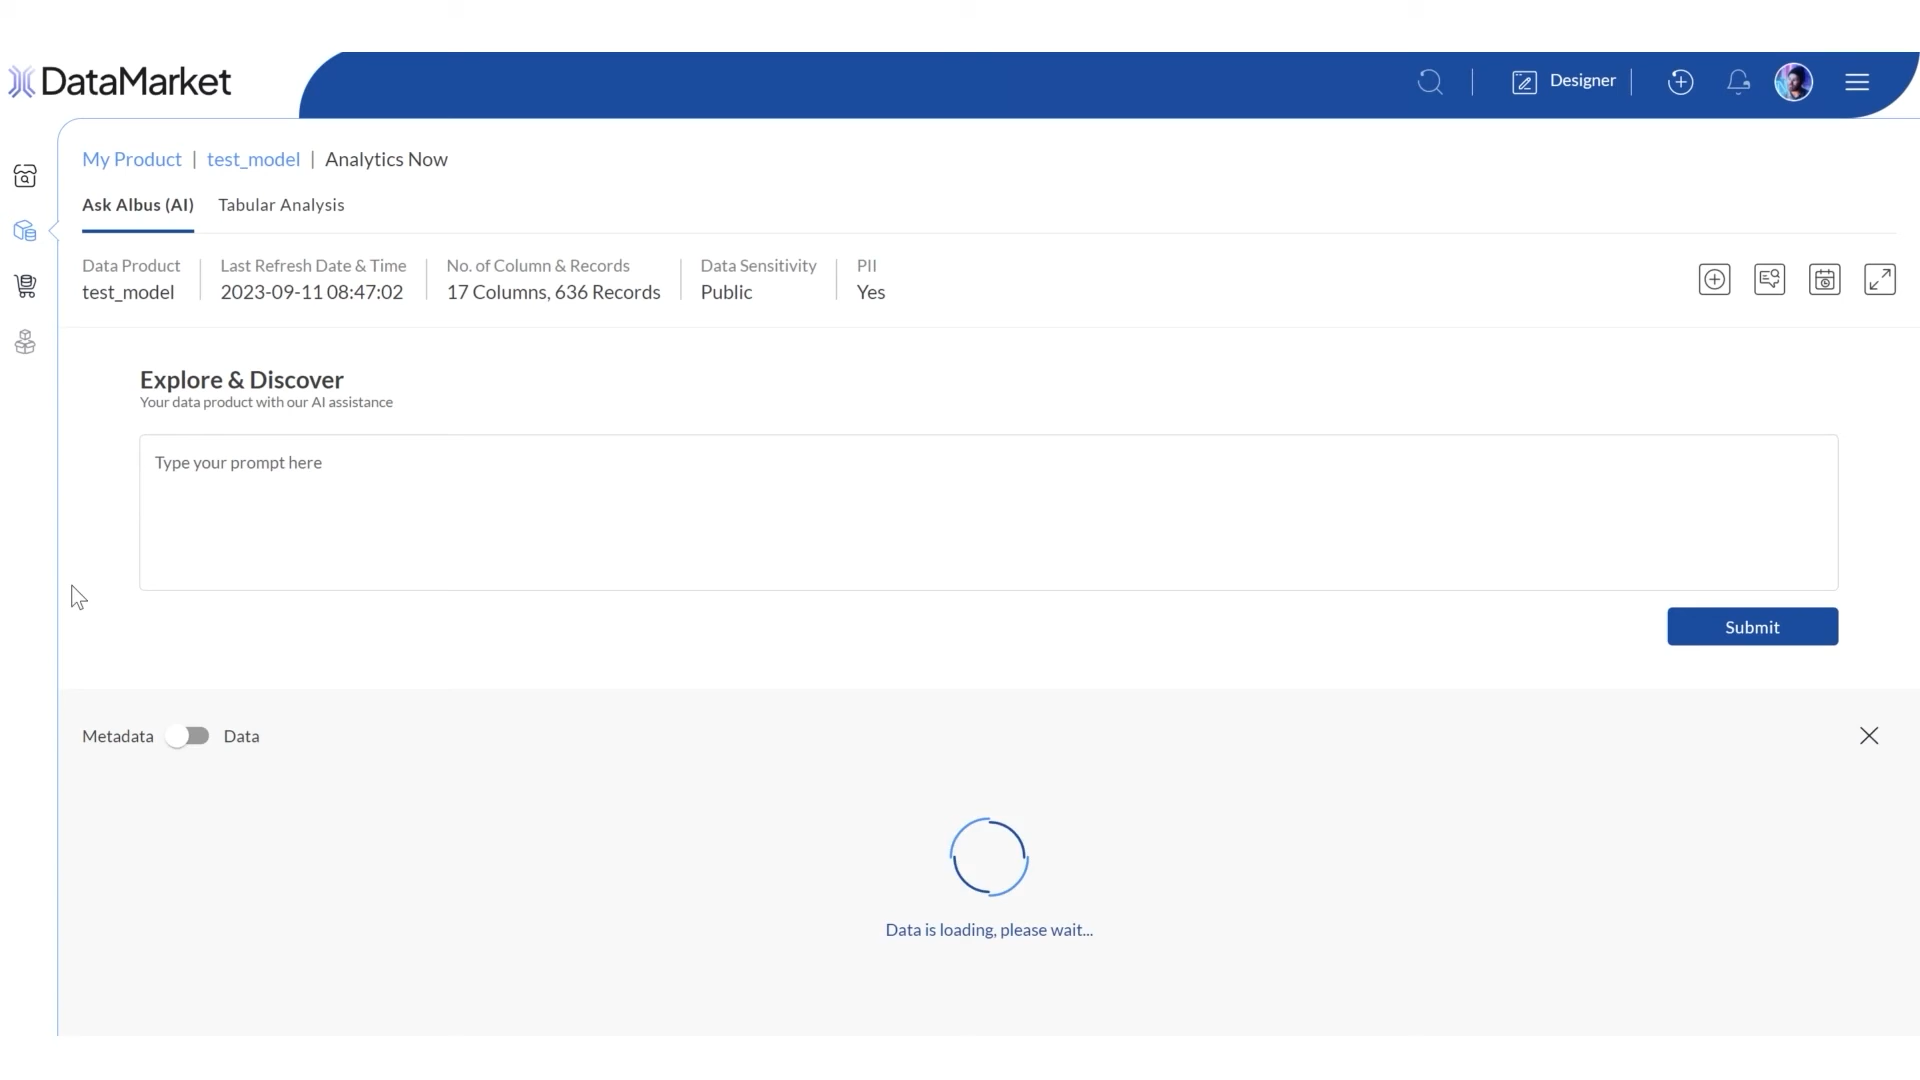 DataMarket
Designer
My Product | test_model | Analytics Now
Ask Albus (AI) Tabular Analysis
Data Product Last Refresh Date & Time No. of Column & Records Data Sensitivity PII
test_model 2023-09-11 08:47:02 17 Columns, 636 Records Public Yes
Explore & Discover
Your data product with our AI assistance
Type your prompt here
Submit
Metadata Data
Data is loading, please wait...